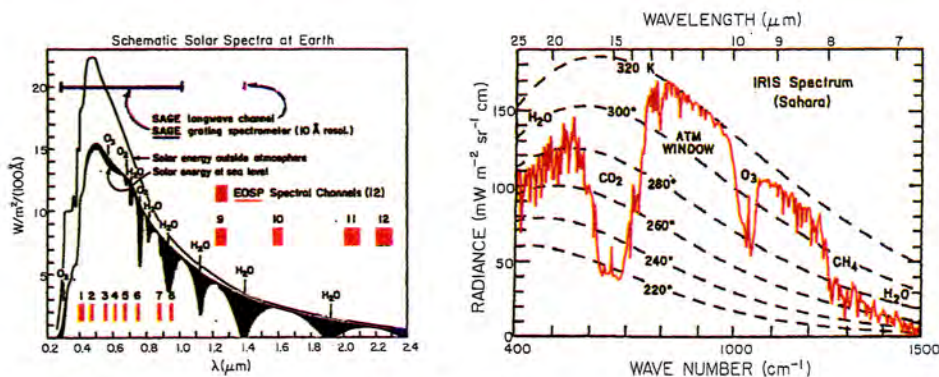 Schematic Solar Spectra at Earth
W/m²/(100Å)
20
15
10
5
SAGE longwave channel
SAGE grating spectrometer (10 Å resol.)
Solar energy outside atmosphere
Solar energy at sea level
EOSP Spectral Channels (12)
9 10 11 12
O₃
O₂
H₂O
H₂O
H₂O
H₂O
H₂O
H₂O
O₃
1 2 3 4 5 6 7 8
0.2 0.4 0.6 0.8 1.0 1.2 1.4 1.6 1.8 2.0 2.4
λ(μm)
WAVELENGTH (μm)
25 20 15 14 10 9 8 7
RADIANCE (mW m⁻² sr⁻¹ cm)
150
100
50
0
320 K
IRIS Spectrum
(Sahara)
300°
H₂O
ATM
WINDOW
CO₂
280°
O₃
260°
240°
CH₄
220°
H₂O
400 1000 1500
WAVE NUMBER (cm⁻¹)